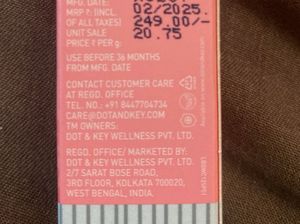 MFG. DATE:
MRP ₹: (INCL. 02/2025.
OF ALL TAXES) 249.00/-
UNIT SALE 20.75
PRICE ₹ PER g:
USE BEFORE 36 MONTHS
FROM MFG. DATE
CONTACT CUSTOMER CARE
AT REGD. OFFICE
TEL. NO.: +91 8447704734
CARE@DOTANDKEY.COM
TM OWNERS:
DOT & KEY WELLNESS PVT. LTD.
REGD. OFFICE/ MARKETED BY:
DOT & KEY WELLNESS PVT. LTD.
2/7 SARAT BOSE ROAD,
3RD FLOOR, KOLKATA 700020,
WEST BENGAL, INDIA.